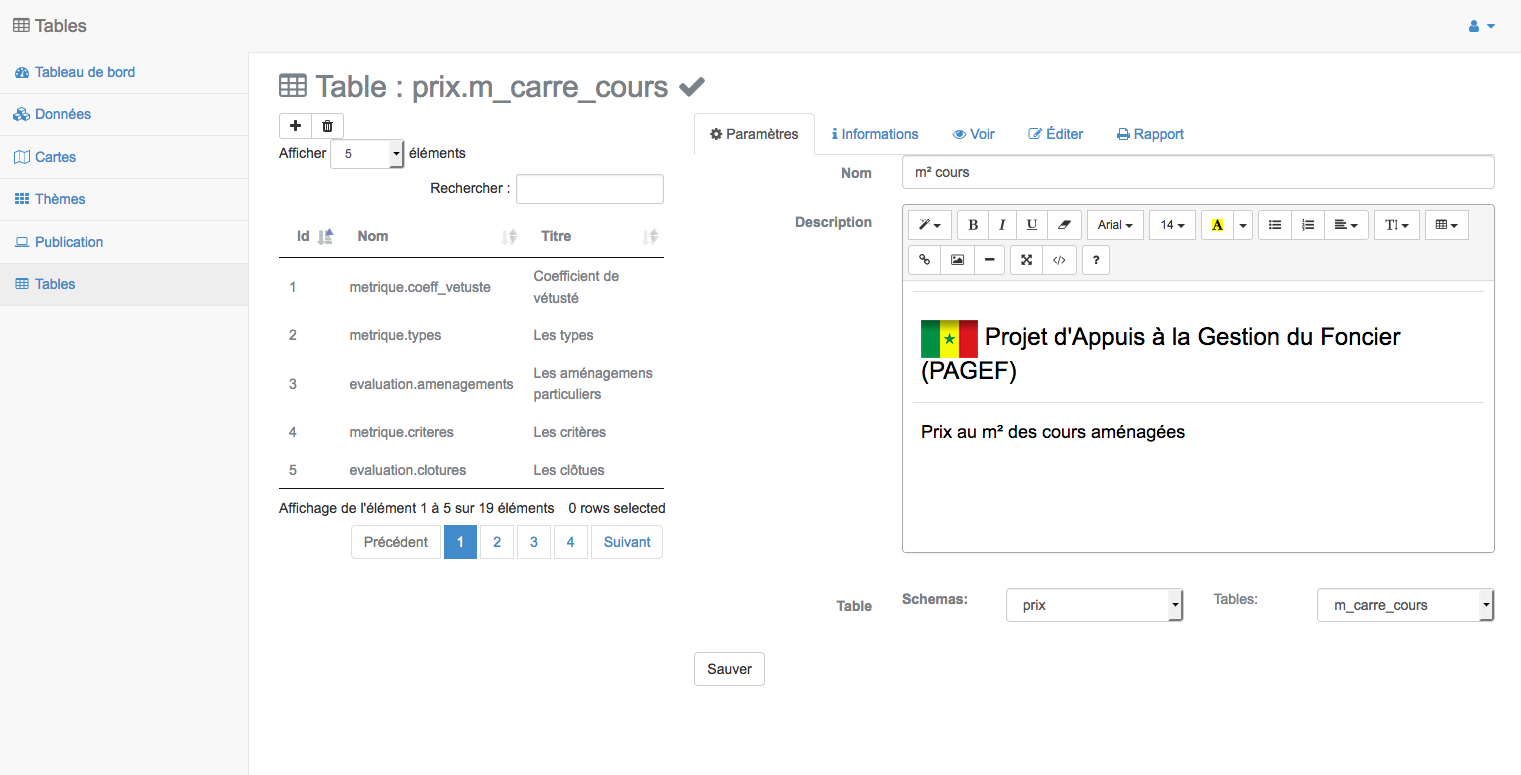 Tables
Tableau de bord
Données
Cartes
Thèmes
Publication
Tables
Table : prix.m_carre_cours
Afficher 5 éléments
Rechercher :
Id Nom Titre
1 metrique.coeff_vetuste Coefficient de
vétusté
2 metrique.types Les types
3 evaluation.amenagements Les aménagemens
particuliers
4 metrique.criteres Les critères
5 evaluation.clotures Les clôtues
Affichage de l'élément 1 à 5 sur 19 éléments 0 rows selected
Précédent 1 2 3 4 Suivant
Paramètres Informations Voir Éditer Rapport
Nom m² cours
Description
B I U Arial 14 A T
</> ?
Projet d'Appuis à la Gestion du Foncier
(PAGEF)
Prix au m² des cours aménagées
Table Schemas: prix Tables: m_carre_cours
Sauver